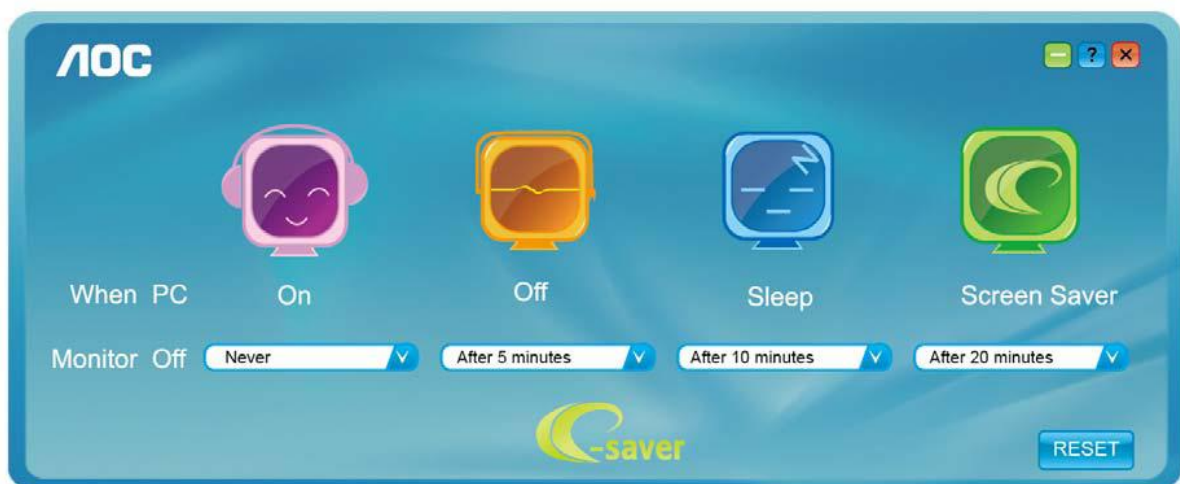 AOC
?
When PC On Off Sleep Screen Saver
Monitor Off Never After 5 minutes After 10 minutes After 20 minutes
e-saver
RESET